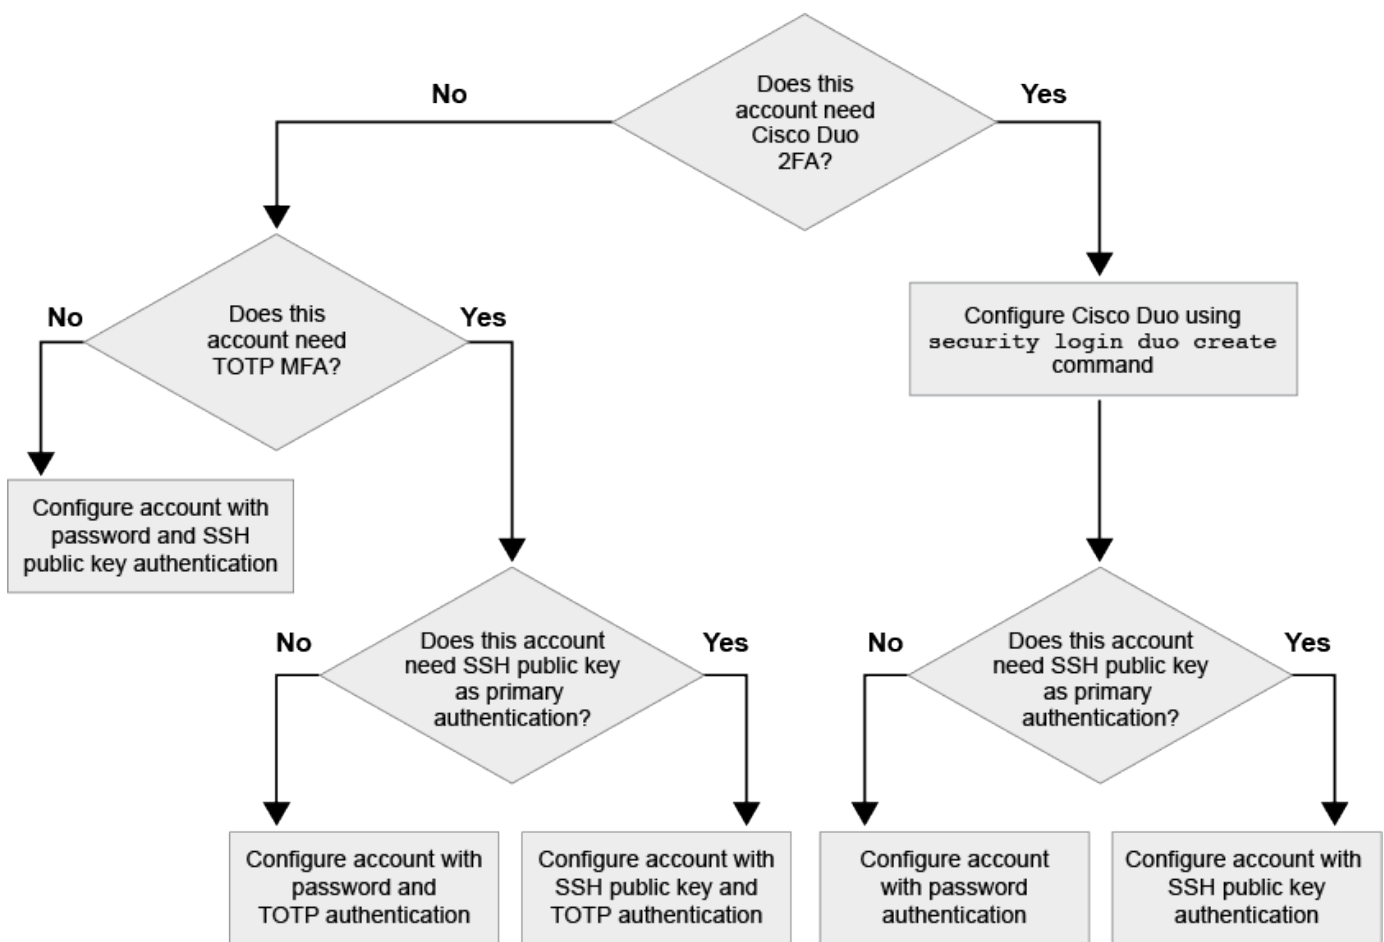 Does this
account need
Cisco Duo
2FA?
No
Yes
Does this
account need
TOTP MFA?
No
Yes
Configure Cisco Duo using
security login duo create
command
Configure account with
password and SSH
public key authentication
Does this account
need SSH public key
as primary
authentication?
No
Yes
Does this account
need SSH public key
as primary
authentication?
No
Yes
Configure account with
password and
TOTP authentication
Configure account with
SSH public key and
TOTP authentication
Configure account
with password
authentication
Configure account with
SSH public key
authentication